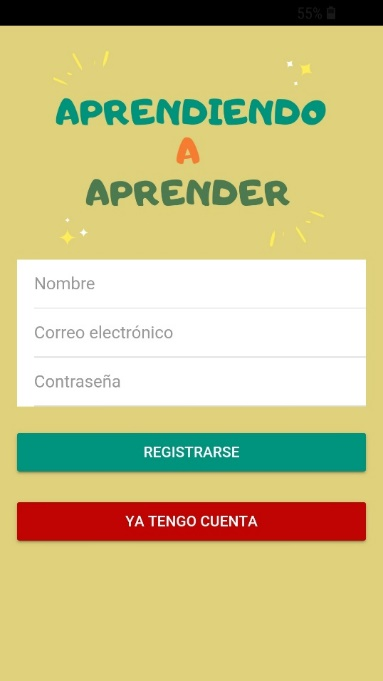 55%
APRENDIENDO
A
APRENDER
Nombre
Correo electrónico
Contraseña
REGISTRARSE
YA TENGO CUENTA